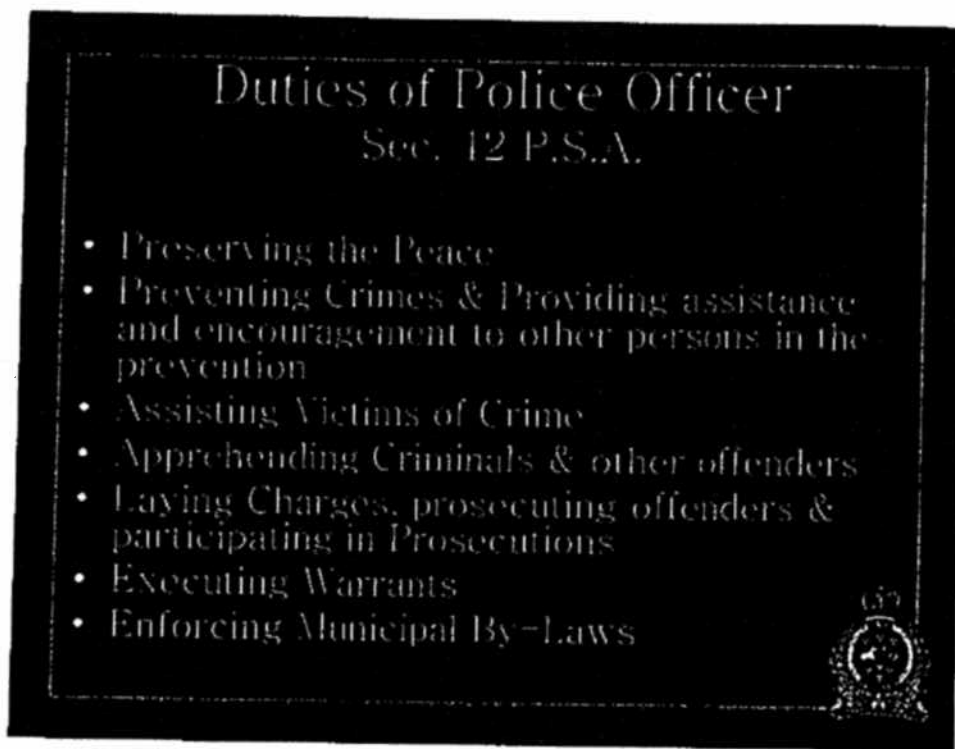 Duties of Police Officer
Sec. 42 P.S.A.
• Preserving the Peace
• Preventing Crimes & Providing assistance
and encouragement to other persons in the
prevention
• Assisting Victims of Crime
• Apprehending Criminals & other offenders
• Laying Charges, prosecuting offenders &
participating in Prosecutions
• Executing Warrants
• Enforcing Municipal By-Laws